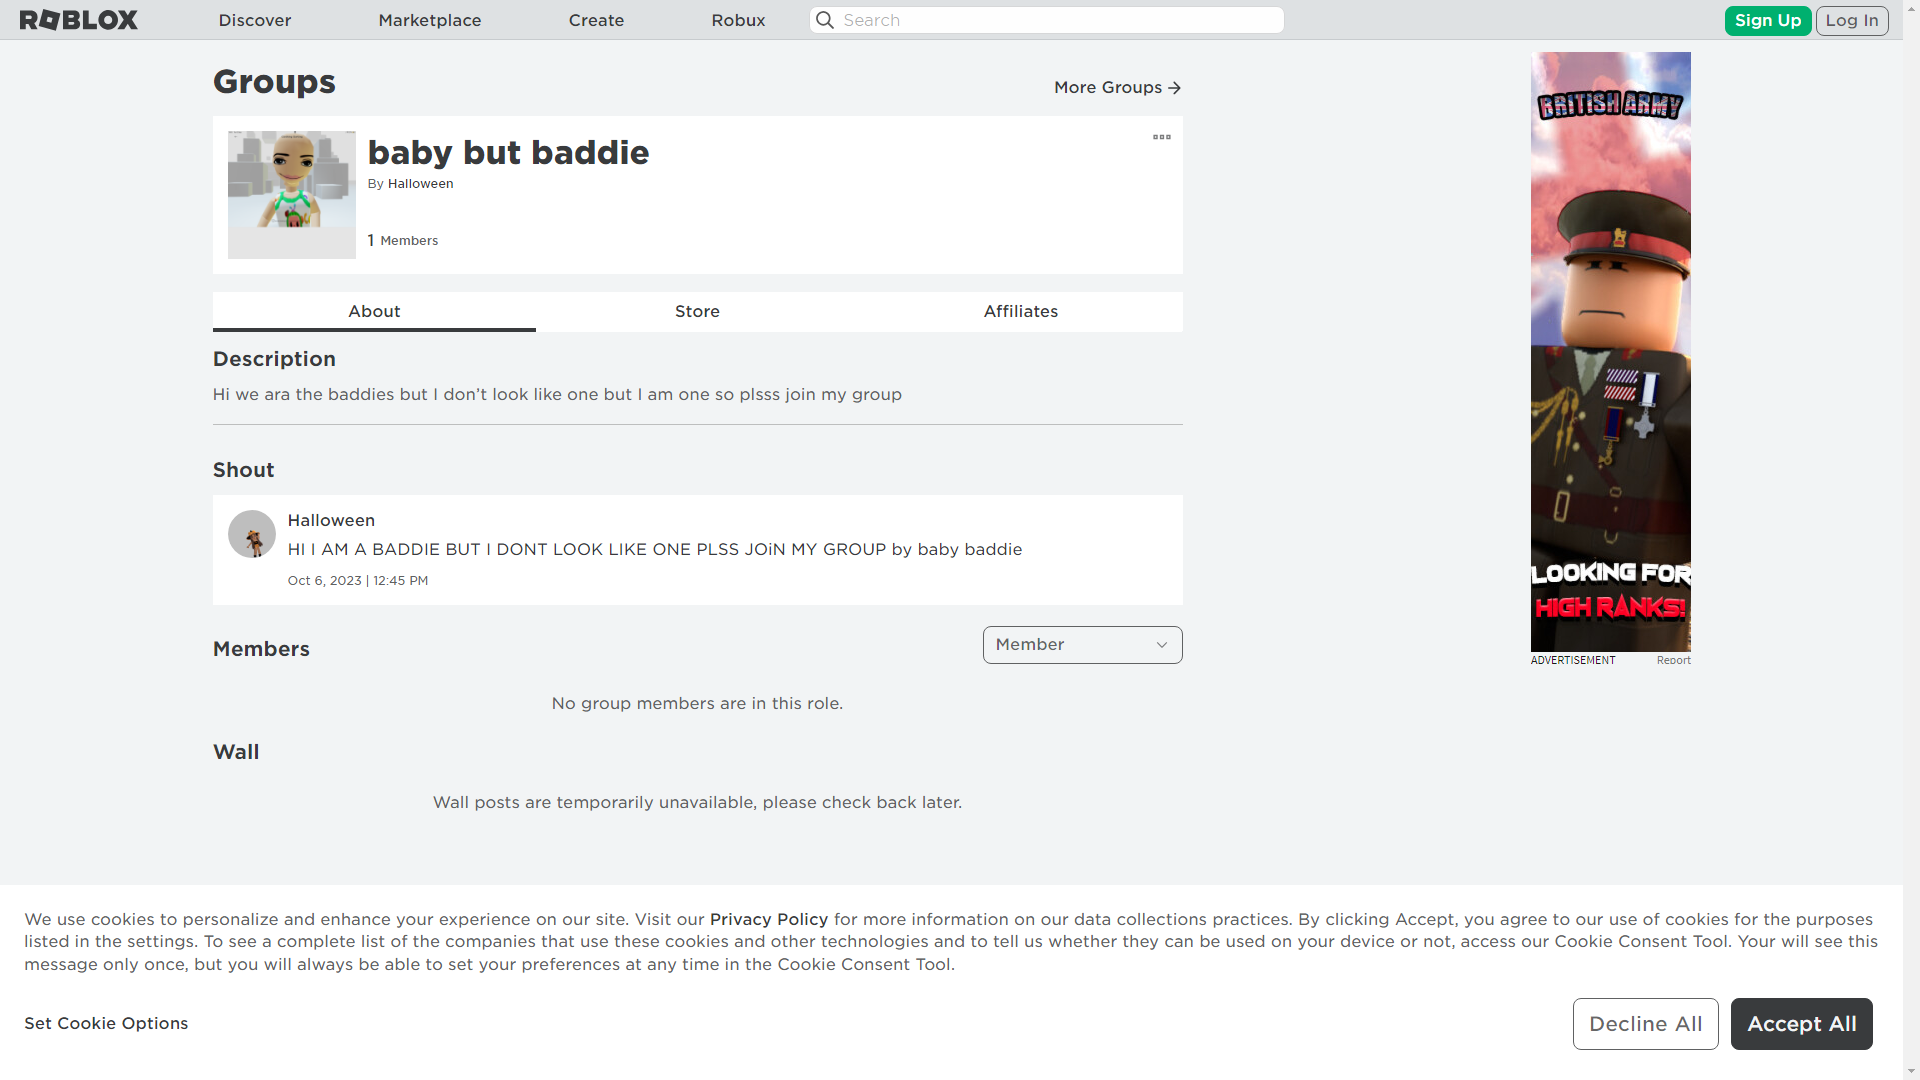 ROBLOX
Discover
Marketplace
Create
Robux
Search
Sign Up
Log In
Groups
More Groups
baby but baddie
By Halloween
1 Members
About
Store
Affiliates
Description
Hi we ara the baddies but I don’t look like one but I am one so plsss join my group
Shout
Halloween
HI I AM A BADDIE BUT I DONT LOOK LIKE ONE PLSS JOiN MY GROUP by baby baddie
Oct 6, 2023 | 12:45 PM
Members
Member
No group members are in this role.
Wall
Wall posts are temporarily unavailable, please check back later.
BRITISH ARMY
LOOKING FOR
HIGH RANKS!
ADVERTISEMENT
Report
We use cookies to personalize and enhance your experience on our site. Visit our Privacy Policy for more information on our data collections practices. By clicking Accept, you agree to our use of cookies for the purposes
listed in the settings. To see a complete list of the companies that use these cookies and other technologies and to tell us whether they can be used on your device or not, access our Cookie Consent Tool. Your will see this
message only once, but you will always be able to set your preferences at any time in the Cookie Consent Tool.
Set Cookie Options
Decline All
Accept All